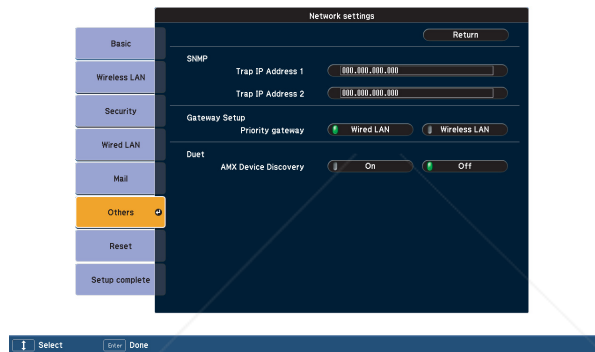 Network settings
Return
Basic
Wireless LAN
Security
Wired LAN
Mail
Others
Reset
Setup complete
SNMP
Trap IP Address 1 000.000.000.000
Trap IP Address 2 000.000.000.000
Gateway Setup
Priority gateway Wired LAN Wireless LAN
Duet
AMX Device Discovery On Off
Select Enter Done